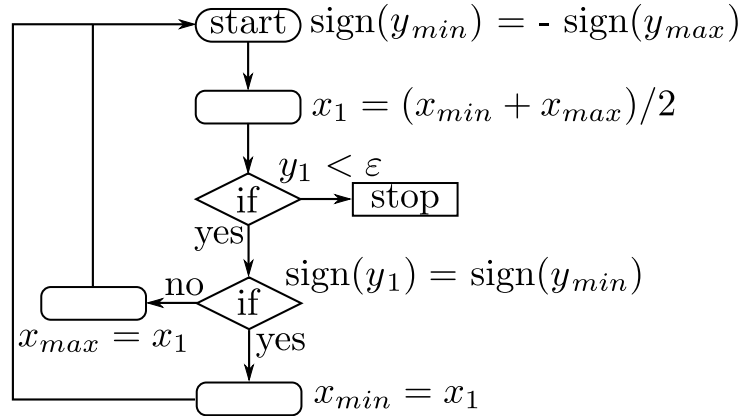 start sign(y_min) = - sign(y_max)
x_1 = (x_min + x_max)/2
y_1 < ε
if stop
yes
sign(y_1) = sign(y_min)
no if
x_max = x_1
yes
x_min = x_1